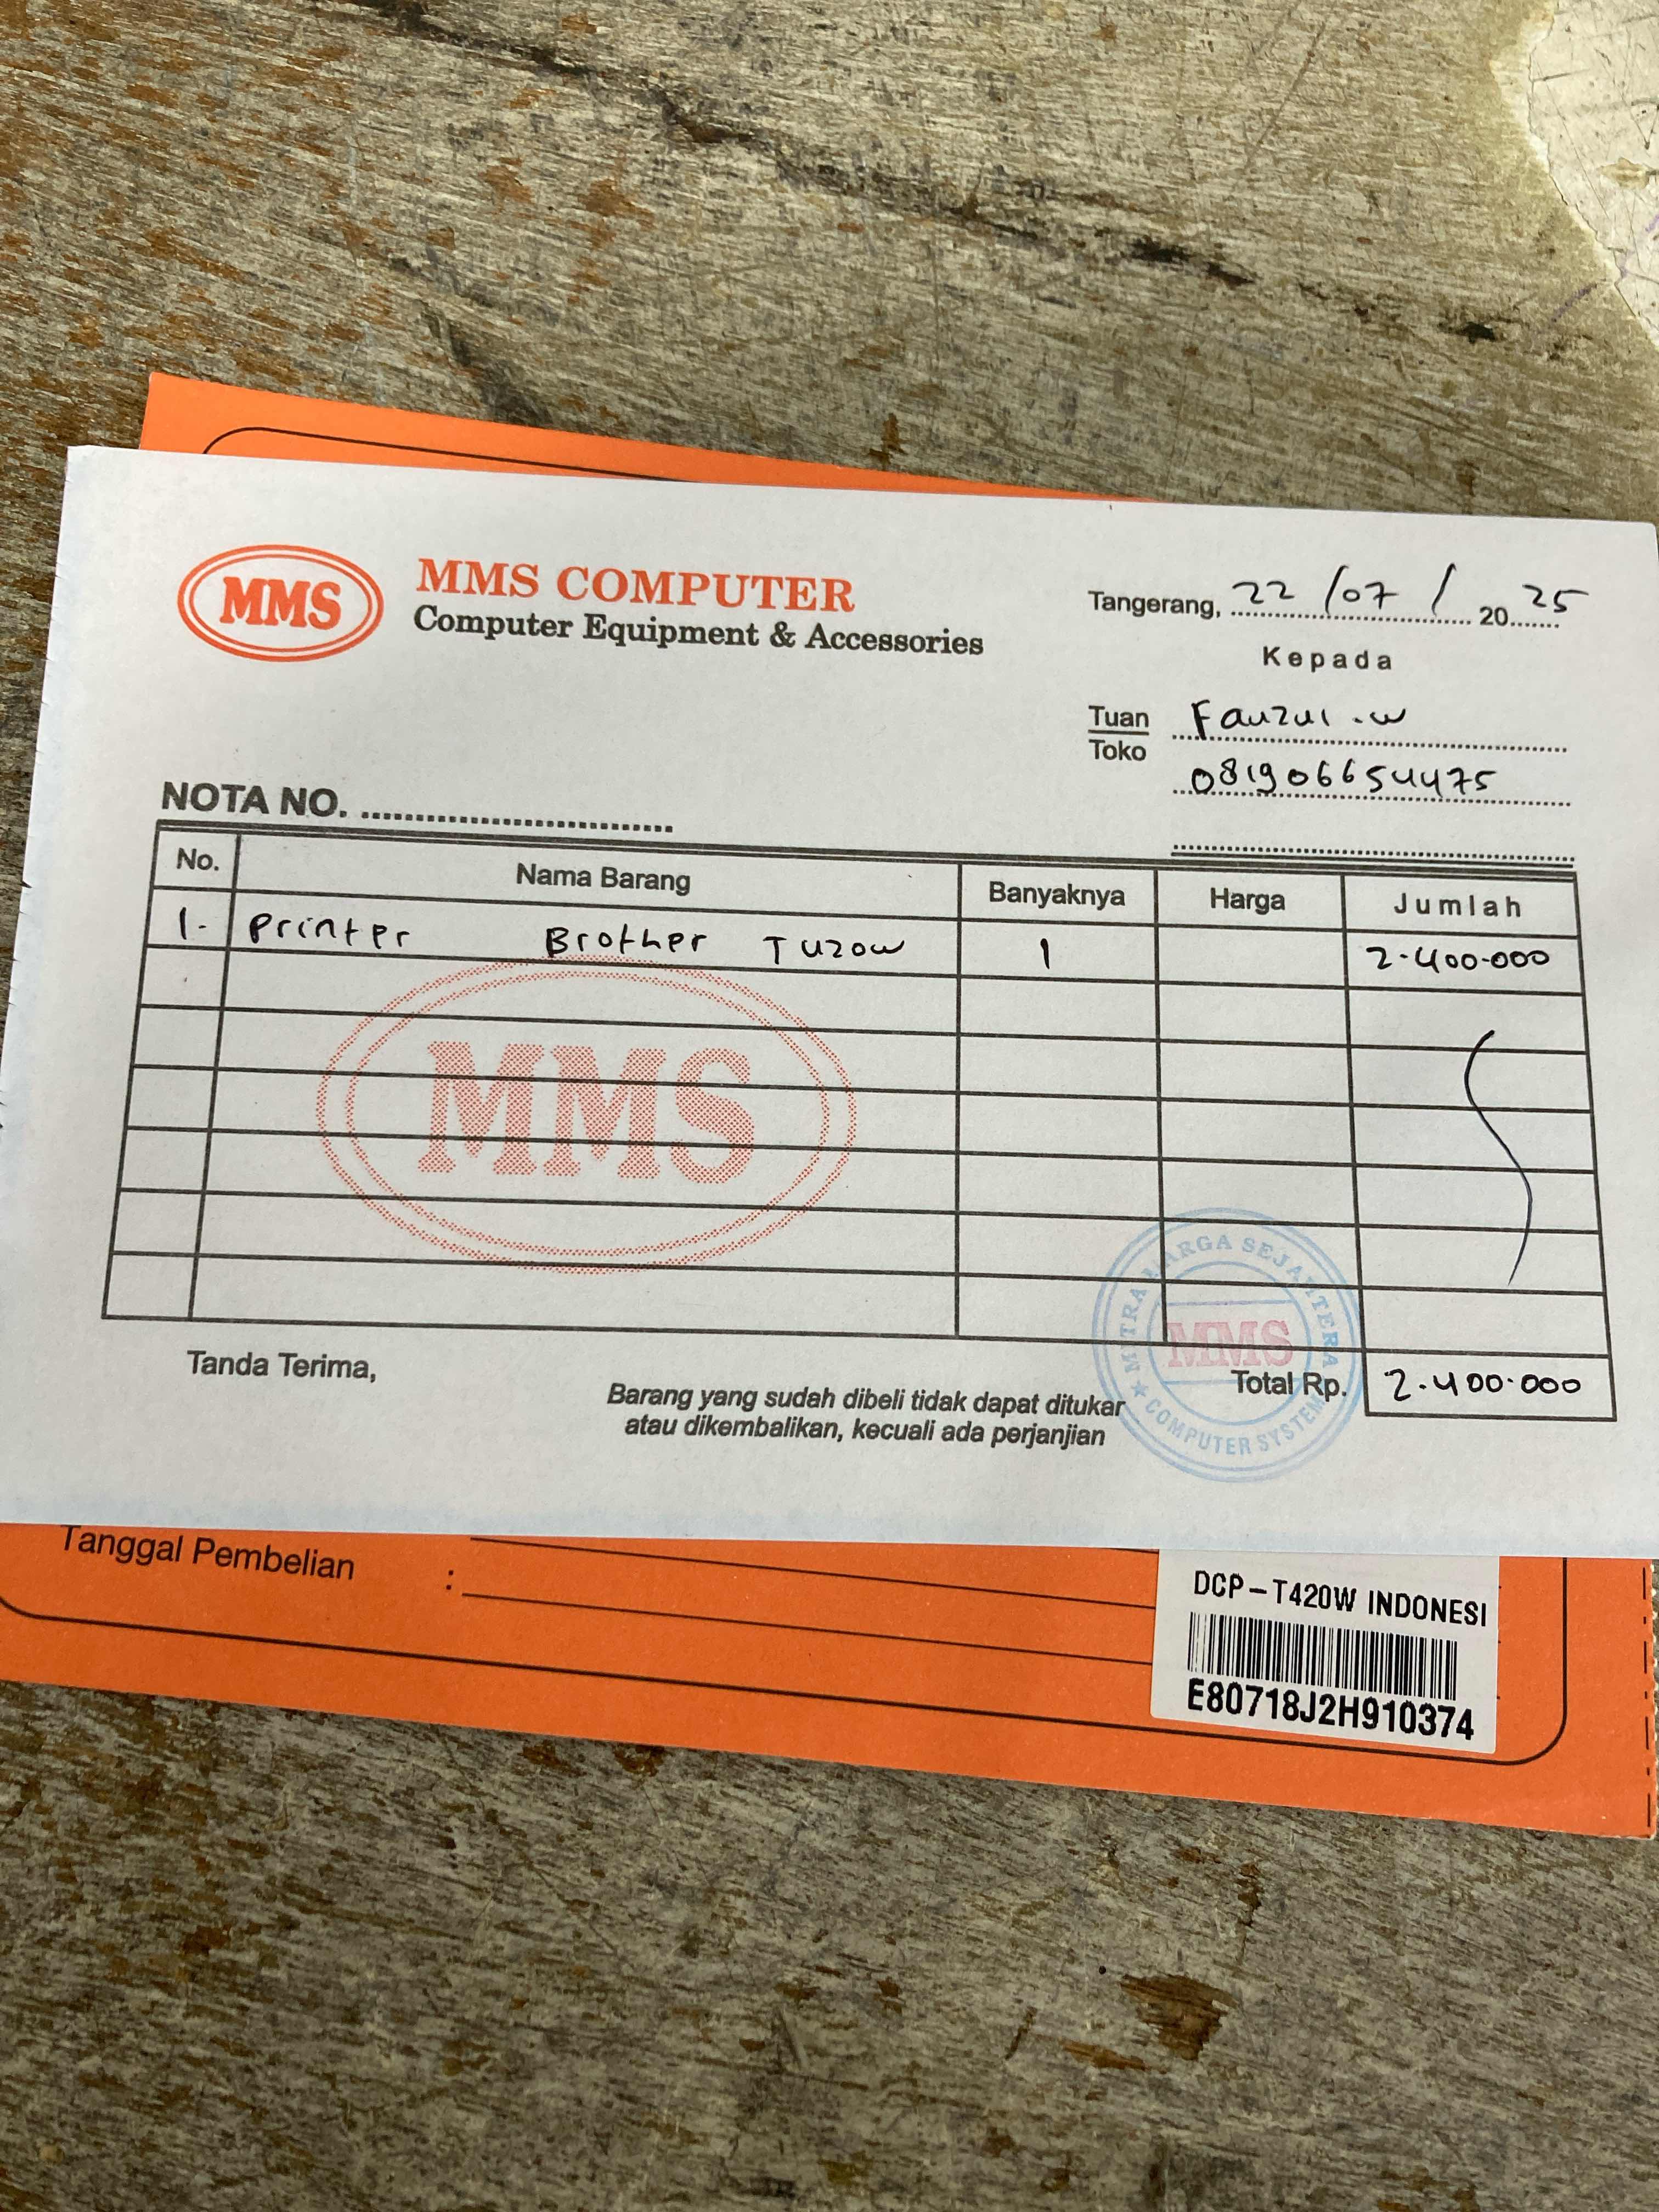 MMS
MMS COMPUTER
Computer Equipment & Accessories
Tangerang, 22 /07 / 20 25
Kepada
Tuan
Toko
Fauzul .w
081906654475
NOTA NO.
No. Nama Barang Banyaknya Harga Jumlah
1. Printer Brother T420W 1 2.400.000
MMS
MITRA MARGA SEJAHTERA
MMS
★ COMPUTER SYSTEM
Tanda Terima,
Barang yang sudah dibeli tidak dapat ditukar
atau dikembalikan, kecuali ada perjanjian
Total Rp. 2.400.000
Tanggal Pembelian :
DCP-T420W INDONESI
E80718J2H910374